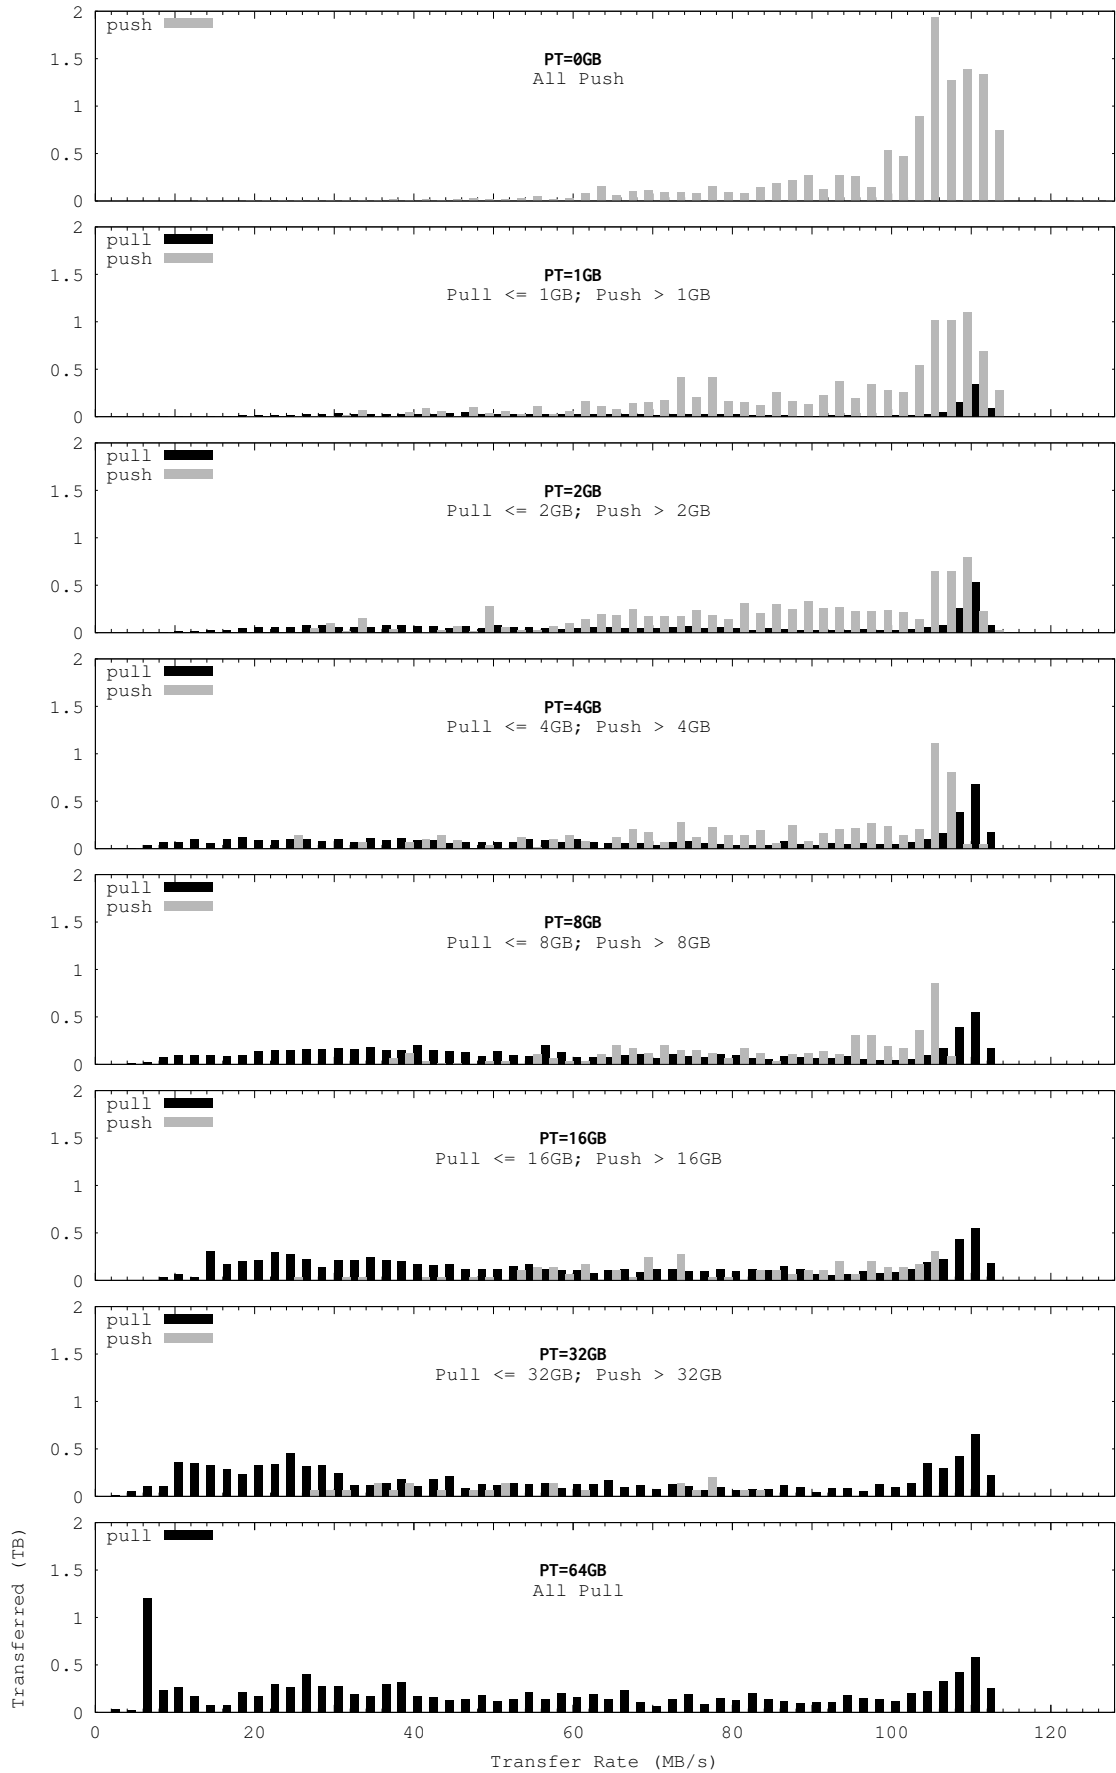 2
push
1.5
PT=0GB
All Push
1
0.5
0
2
pull
push
1.5
PT=1GB
Pull <= 1GB; Push > 1GB
1
0.5
0
2
pull
push
1.5
PT=2GB
Pull <= 2GB; Push > 2GB
1
0.5
0
2
pull
push
1.5
PT=4GB
Pull <= 4GB; Push > 4GB
1
0.5
0
2
pull
push
1.5
PT=8GB
Pull <= 8GB; Push > 8GB
1
0.5
0
2
pull
push
1.5
PT=16GB
Pull <= 16GB; Push > 16GB
1
0.5
0
2
pull
push
1.5
PT=32GB
Pull <= 32GB; Push > 32GB
1
0.5
0
2
pull
1.5
PT=64GB
All Pull
1
0.5
0
Transferred (TB)
0 20 40 60 80 100 120
Transfer Rate (MB/s)